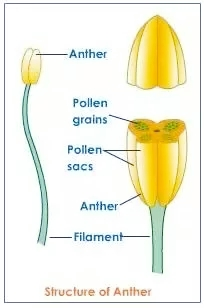 Anther
Pollen
grains
Pollen
sacs
Anther
Filament
Structure of Anther